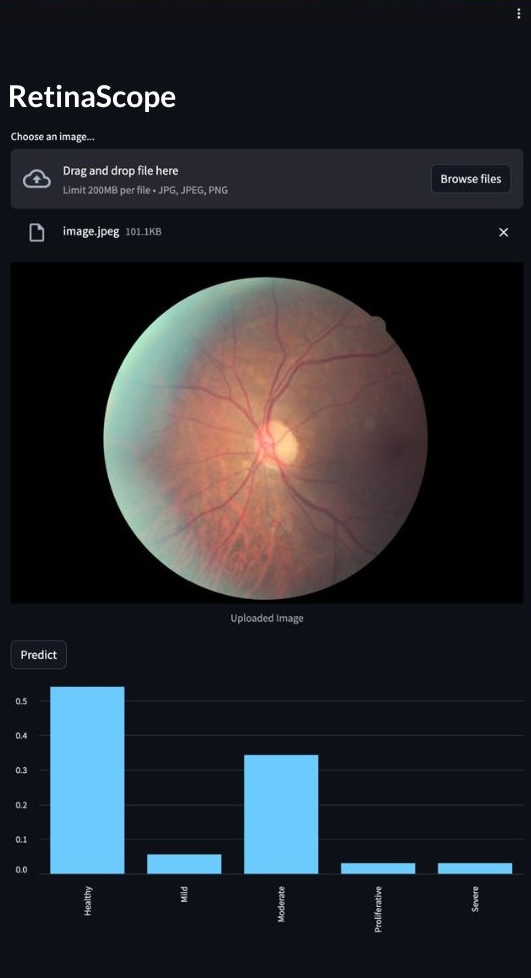 RetinaScope
Choose an image...
Drag and drop file here
Limit 200MB per file • JPG, JPEG, PNG
Browse files
image.jpeg 101.1KB
Uploaded Image
Predict
0.5
0.4
0.3
0.2
0.1
0.0
Healthy
Mild
Moderate
Proliferative
Severe